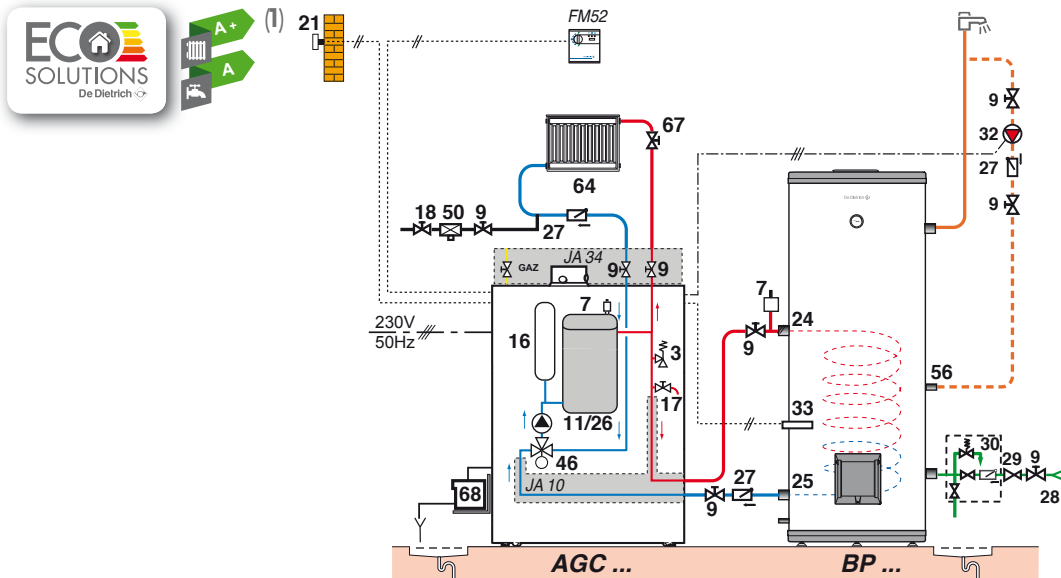 ECO
SOLUTIONS
De Dietrich
A+
A
(1)
21
FM52
9
32
27
9
67
64
18 50 9
27
JA 34
GAZ
9
9
De Dietrich
7
16
7
24
9
3
230V
50Hz
17
11/26
56
33
46
JA 10
30
29
9
28
27
25
9
68
AGC ...
BP ...